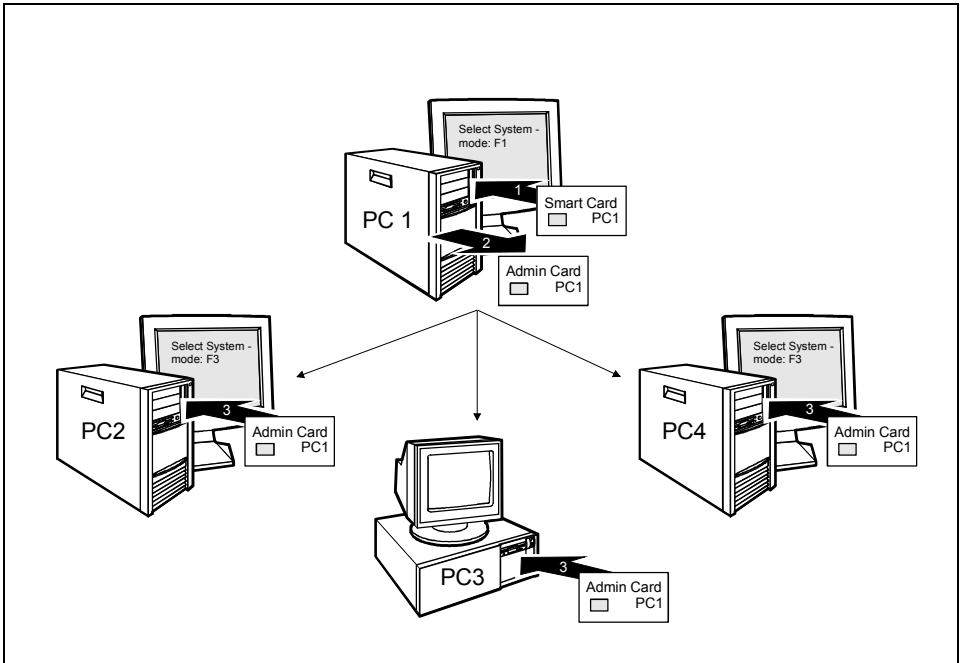 Select System -
mode: F1
PC 1
1
Smart Card
PC1
2
Admin Card
PC1
Select System -
mode: F3
PC2
3
Admin Card
PC1
Select System -
mode: F3
PC4
3
Admin Card
PC1
PC3
3
Admin Card
PC1